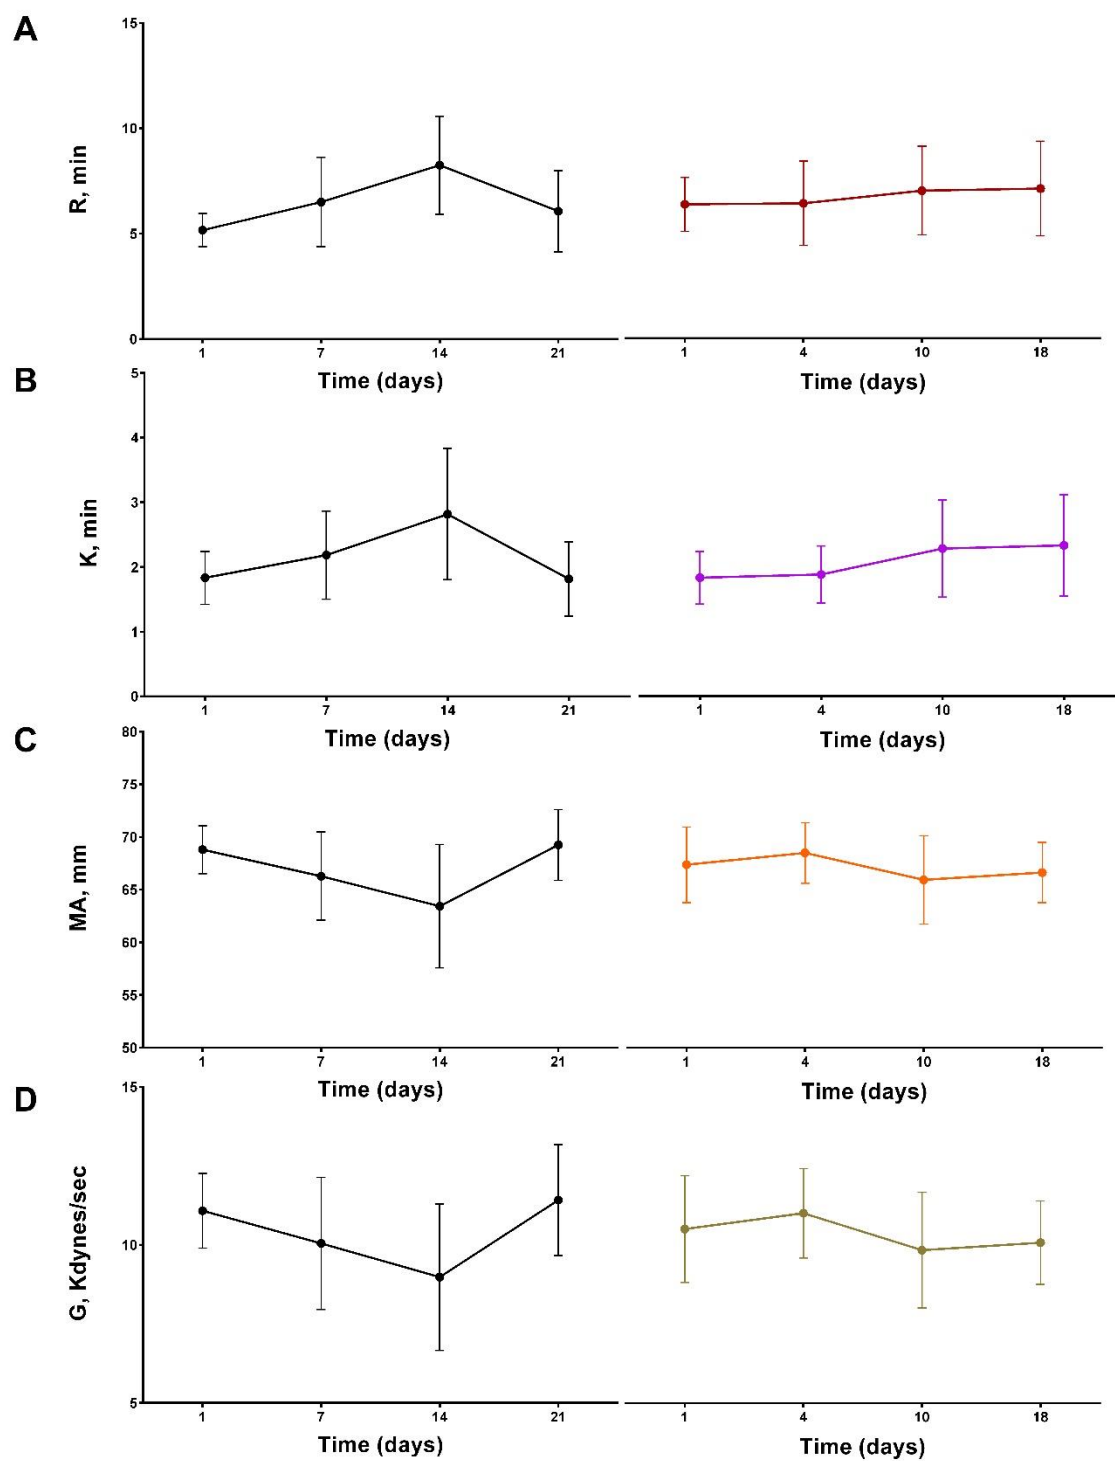 A
R, min
15
10
5
0
1 7 14 21
Time (days)
1 4 10 18
Time (days)
B
K, min
5
4
3
2
1
0
1 7 14 21
Time (days)
1 4 10 18
Time (days)
C
MA, mm
80
75
70
65
60
55
50
1 7 14 21
Time (days)
1 4 10 18
Time (days)
D
G, Kdynes/sec
15
10
5
1 7 14 21
Time (days)
1 4 10 18
Time (days)